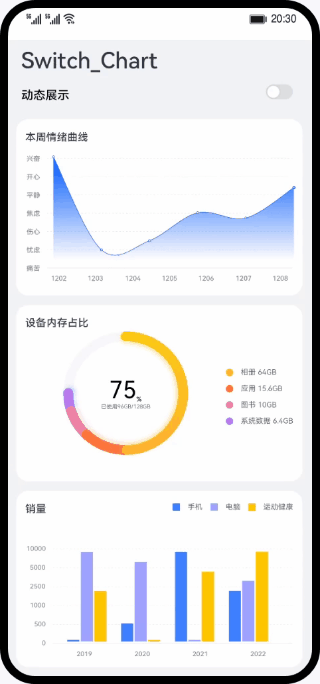 20:30
Switch_Chart
动态展示
本周情绪曲线
兴奋
开心
平静
焦虑
伤心
忧虑
痛苦
1202 1203 1204 1205 1206 1207 1208
设备内存占比
75%
已使用96GB/128GB
相册 64GB
应用 15.6GB
图书 10GB
系统数据 6.4GB
销量
手机 电脑 运动健康
10000
5000
2500
1000
500
0
2019 2020 2021 2022